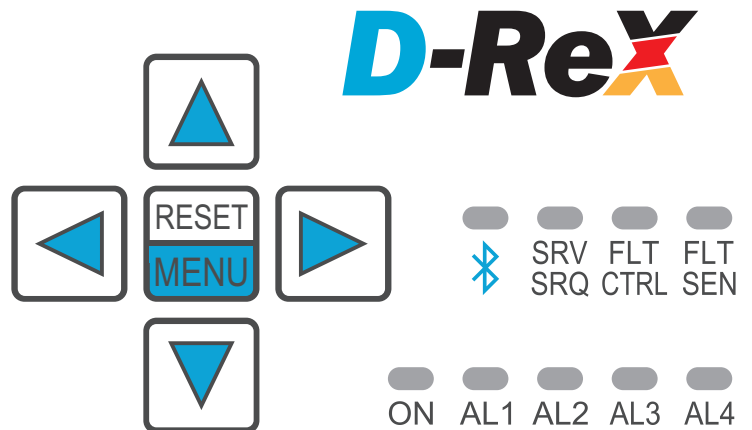 D-ReX
RESET
MENU
SRV FLT FLT
SRQ CTRL SEN
ON AL1 AL2 AL3 AL4